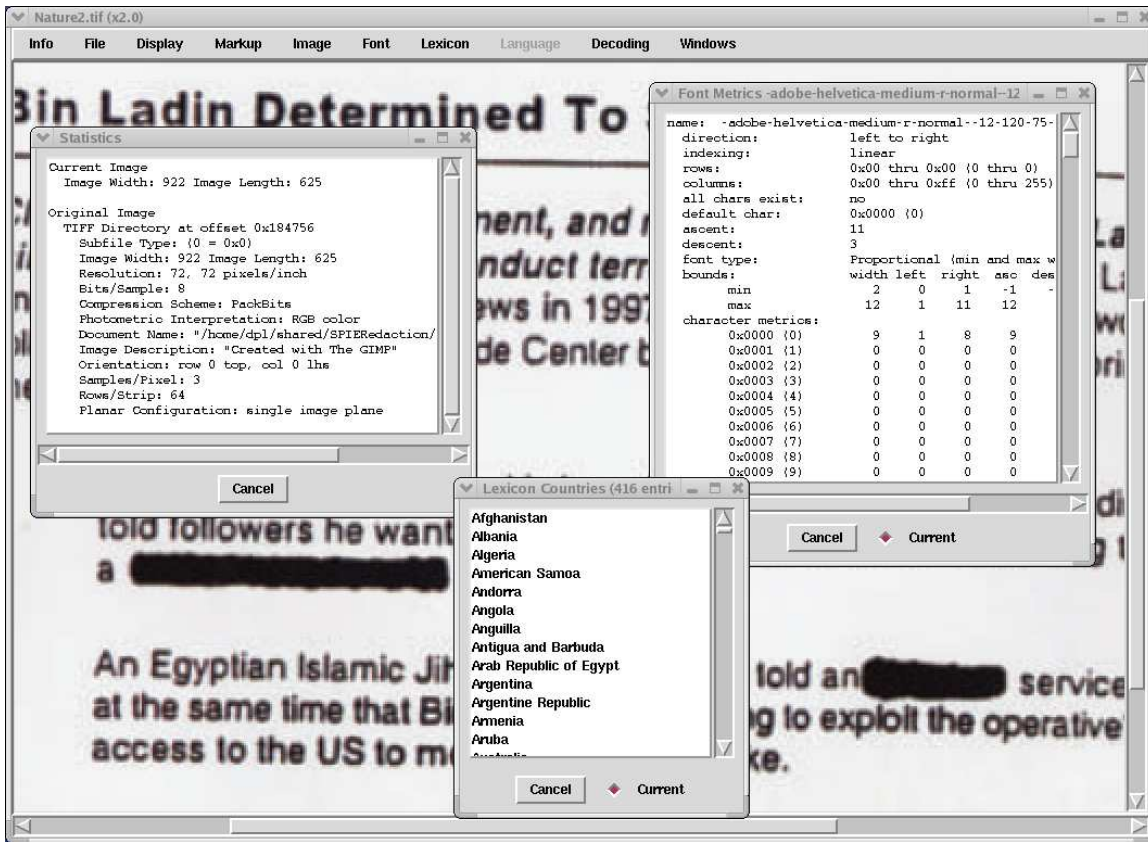 Nature2.tif (x2.0)
Info File Display Markup Image Font Lexicon Language Decoding Windows
Bin Ladin Determined To
Statistics
Current Image
Image Width: 922 Image Length: 625
Original Image
TIFF Directory at offset 0x184756
Subfile Type: (0 = 0x0)
Image Width: 922 Image Length: 625
Resolution: 72, 72 pixels/inch
Bits/Sample: 8
Compression Scheme: PackBits
Photometric Interpretation: RGB color
Document Name: "/home/dpl/shared/SPIERedaction/
Image Description: "Created with The GIMP"
Orientation: row 0 top, col 0 lhs
Samples/Pixel: 3
Rows/Strip: 64
Planar Configuration: single image plane
Cancel
Font Metrics -adobe-helvetica-medium-r-normal--12
name: -adobe-helvetica-medium-r-normal--12-120-75-
direction: left to right
indexing: linear
rows: 0x00 thru 0x00 (0 thru 0)
columns: 0x00 thru 0xff (0 thru 255)
all chars exist: no
default char: 0x0000 (0)
ascent: 11
descent: 3
font type: Proportional (min and max w
bounds: width left right asc des
min 2 0 1 -1 -
max 12 1 11 12
character metrics:
0x0000 (0) 9 1 8 9
0x0001 (1) 0 0 0 0
0x0002 (2) 0 0 0 0
0x0003 (3) 0 0 0 0
0x0004 (4) 0 0 0 0
0x0005 (5) 0 0 0 0
0x0006 (6) 0 0 0 0
0x0007 (7) 0 0 0 0
0x0008 (8) 0 0 0 0
0x0009 (9) 0 0 0 0
Cancel Current
ment, and
nduct terr
ews in 1997
de Center b
Lexicon Countries (416 entri
Afghanistan
Albania
Algeria
American Samoa
Andorra
Angola
Anguilla
Antigua and Barbuda
Arab Republic of Egypt
Argentina
Argentine Republic
Armenia
Aruba
Australia
Cancel Current
told followers he want
a
An Egyptian Islamic Jih told an service
at the same time that Bi g to exploit the operative'
access to the US to m ke.